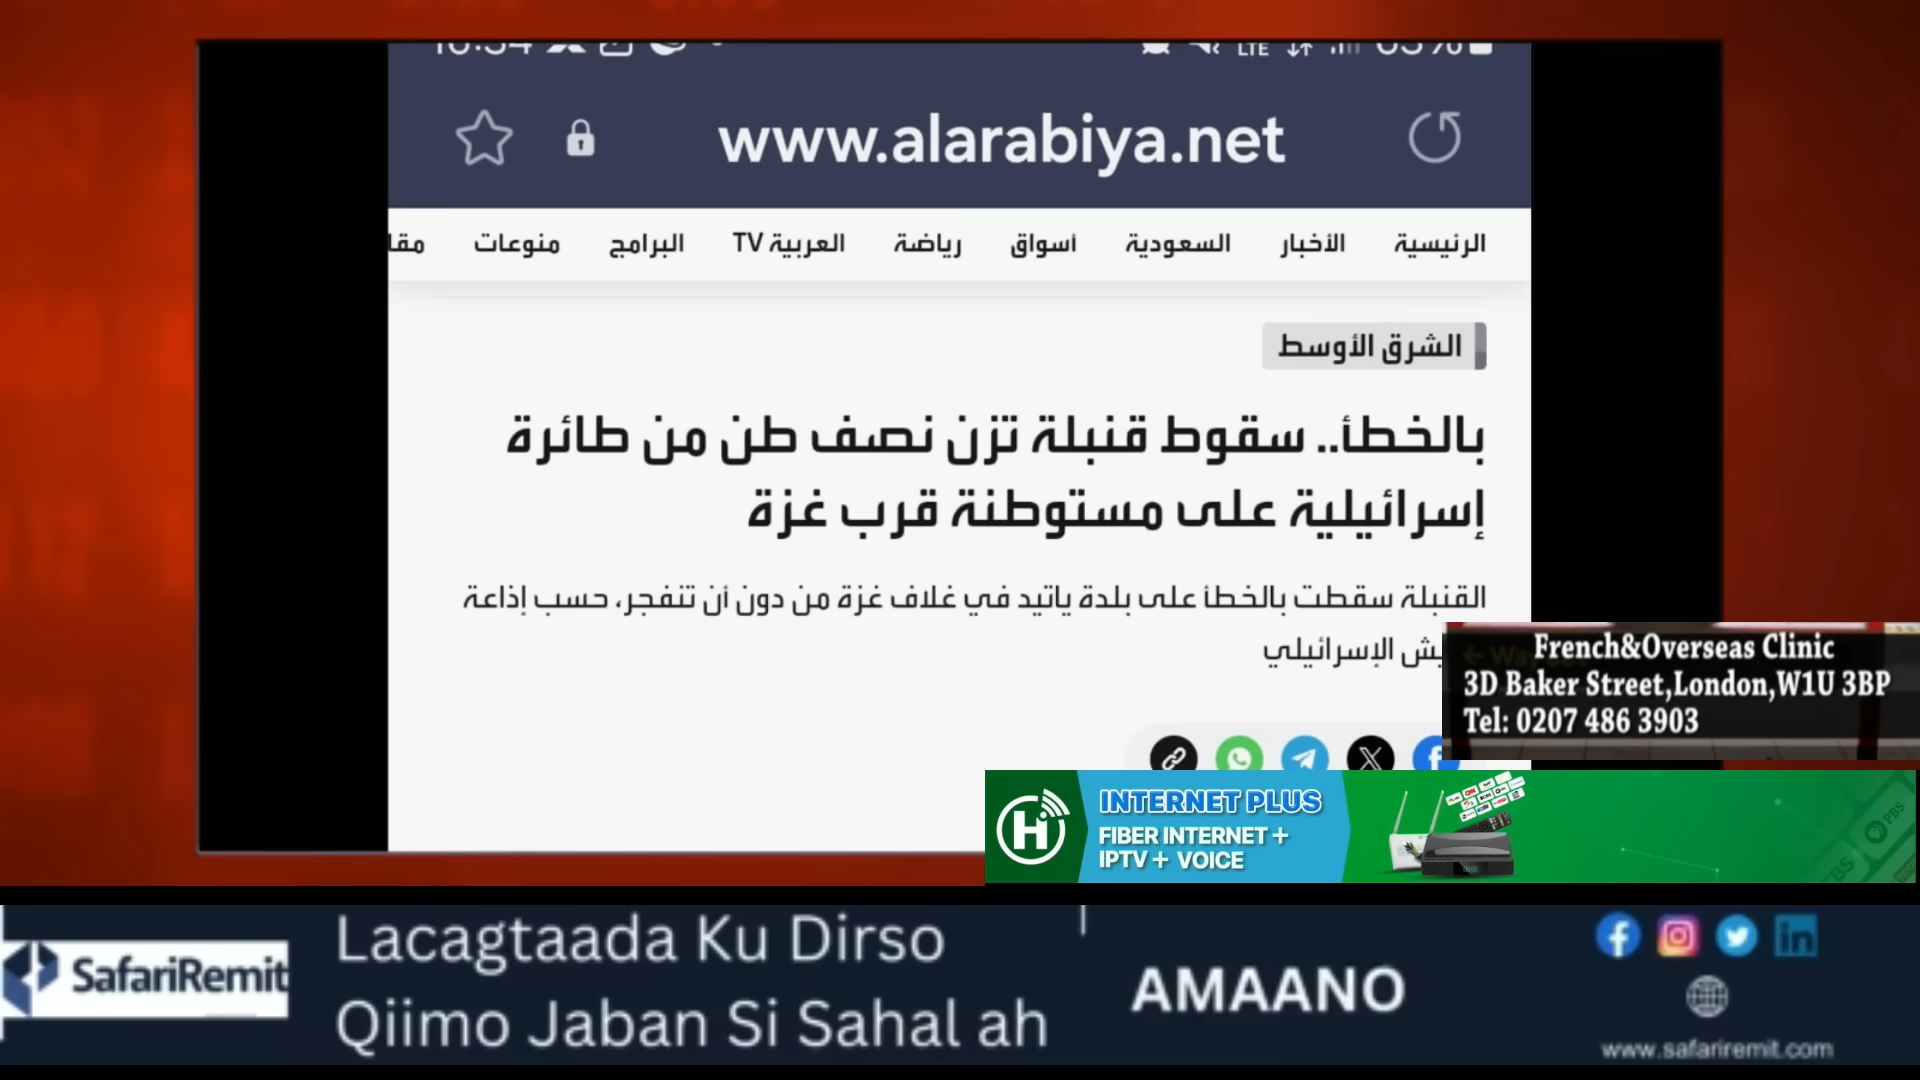 LTE
www.alarabiya.net
الرئيسية الأخبار السعودية أسواق رياضة العربية TV البرامج منوعات مقا
الشرق الأوسط
بالخطأ.. سقوط قنبلة تزن نصف طن من طائرة
إسرائيلية على مستوطنة قرب غزة
القنبلة سقطت بالخطأ على بلدة ياتيد في غلاف غزة من دون أن تنفجر، حسب إذاعة
يش الإسرائيلي
French&Overseas Clinic
3D Baker Street,London,W1U 3BP
Tel: 0207 486 3903
H
INTERNET PLUS
FIBER INTERNET +
IPTV + VOICE
SafariRemit
Lacagtaada Ku Dirso
Qiimo Jaban Si Sahal ah
AMAANO
www.safariremit.com